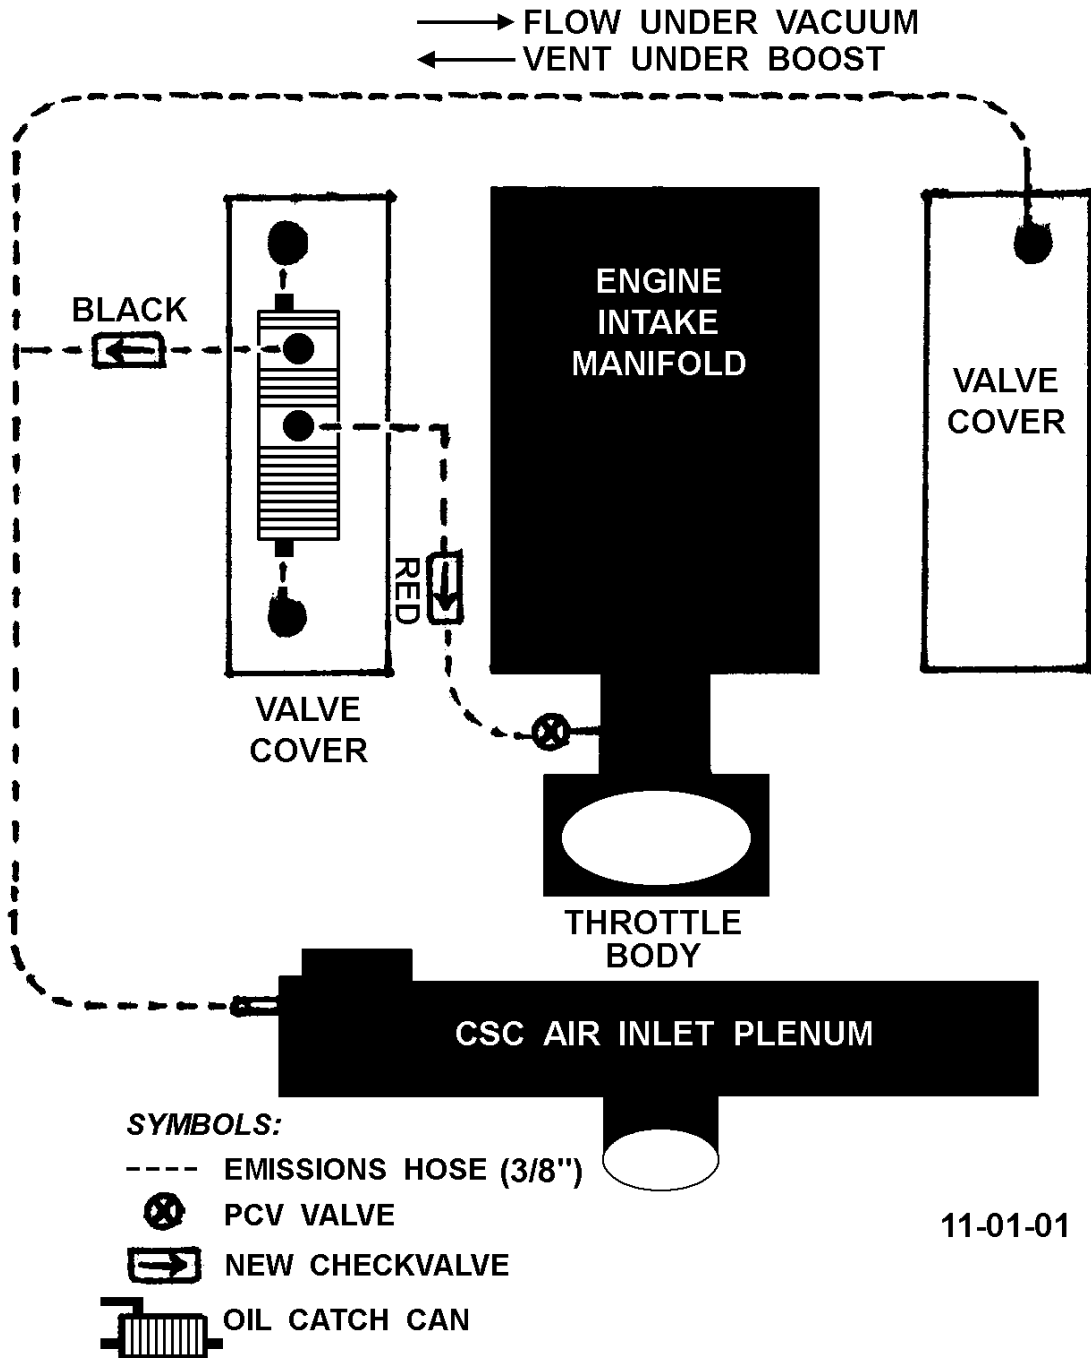 FLOW UNDER VACUUM
VENT UNDER BOOST
BLACK
ENGINE
INTAKE
MANIFOLD
VALVE
COVER
RED
VALVE
COVER
THROTTLE
BODY
CSC AIR INLET PLENUM
SYMBOLS:
EMISSIONS HOSE (3/8")
PCV VALVE
11-01-01
NEW CHECKVALVE
OIL CATCH CAN